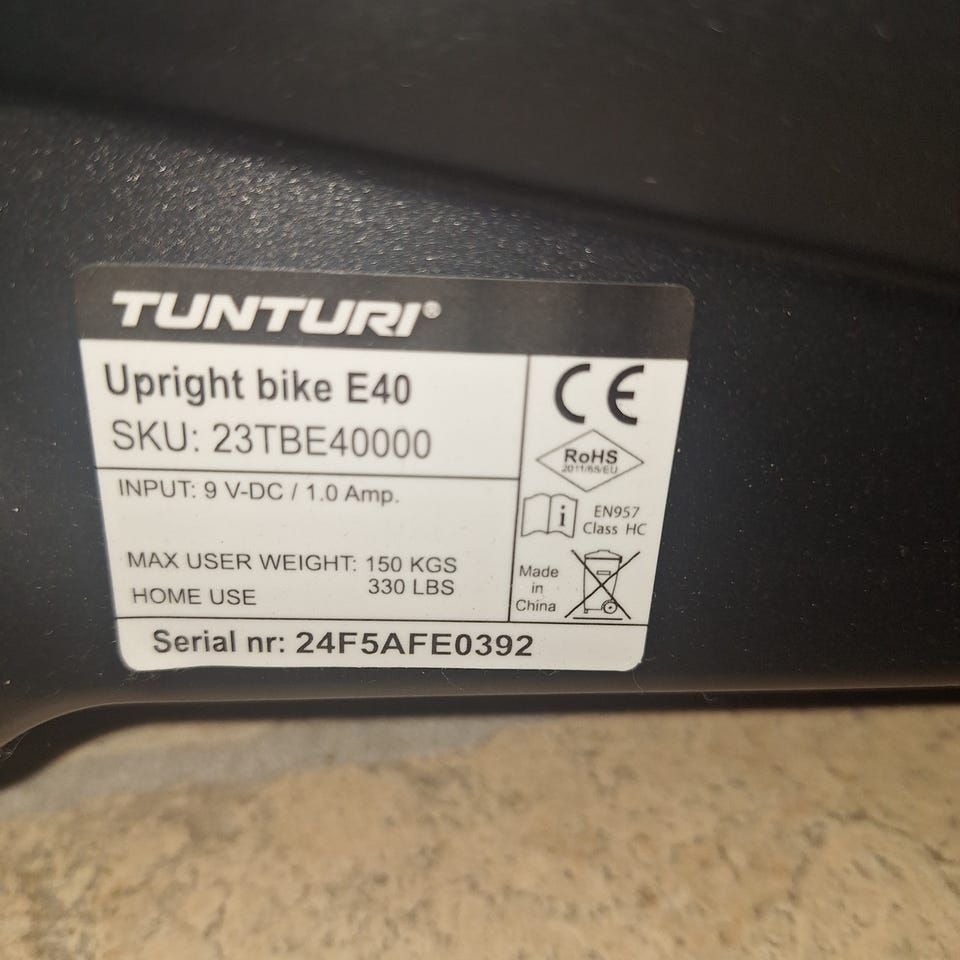 TUNTURI®
Upright bike E40
SKU: 23TBE40000
INPUT: 9 V-DC / 1.0 Amp.
MAX USER WEIGHT: 150 KGS
330 LBS
HOME USE
CE
RoHS
2011/65/EU
i
EN957
Class HC
Made
in
China
Serial nr: 24F5AFE0392